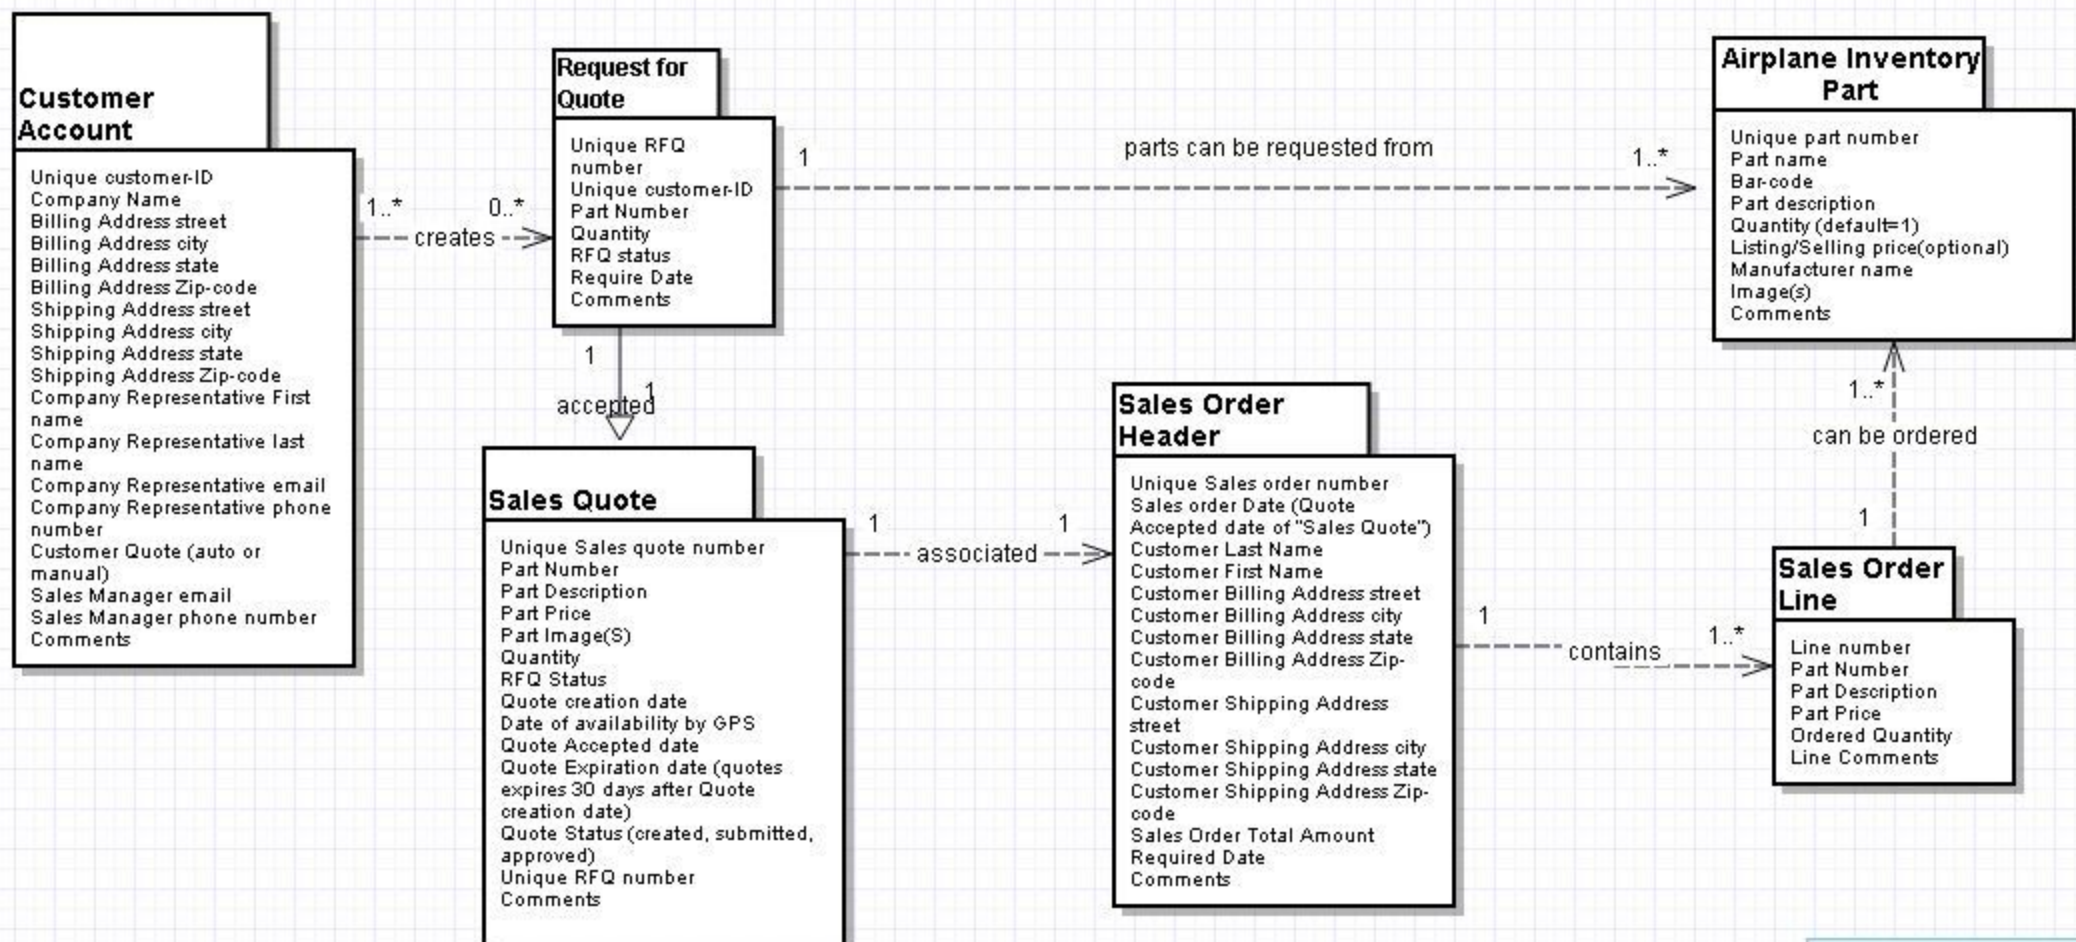 Customer
Account
Unique customer-ID
Company Name
Billing Address street
Billing Address city
Billing Address state
Billing Address Zip-code
Shipping Address street
Shipping Address city
Shipping Address state
Shipping Address Zip-code
Company Representative First
name
Company Representative last
name
Company Representative email
Company Representative phone
number
Customer Quote (auto or
manual)
Sales Manager email
Sales Manager phone number
Comments
1..*
0..*
creates
Request for
Quote
Unique RFQ
number
Unique customer-ID
Part Number
Quantity
RFQ status
Require Date
Comments
1
parts can be requested from
1..*
Airplane Inventory
Part
Unique part number
Part name
Bar-code
Part description
Quantity (default=1)
Listing/Selling price(optional)
Manufacturer name
Image(s)
Comments
1
1
accepted
Sales Quote
Unique Sales quote number
Part Number
Part Description
Part Price
Part Image(S)
Quantity
RFQ Status
Quote creation date
Date of availability by GPS
Quote Accepted date
Quote Expiration date (quotes
expires 30 days after Quote
creation date)
Quote Status (created, submitted,
approved)
Unique RFQ number
Comments
1
1
associated
Sales Order
Header
Unique Sales order number
Sales order Date (Quote
Accepted date of "Sales Quote")
Customer Last Name
Customer First Name
Customer Billing Address street
Customer Billing Address city
Customer Billing Address state
Customer Billing Address Zip-
code
Customer Shipping Address
street
Customer Shipping Address city
Customer Shipping Address state
Customer Shipping Address Zip-
code
Sales Order Total Amount
Required Date
Comments
1
1..*
contains
1..*
can be ordered
1
Sales Order
Line
Line number
Part Number
Part Description
Part Price
Ordered Quantity
Line Comments